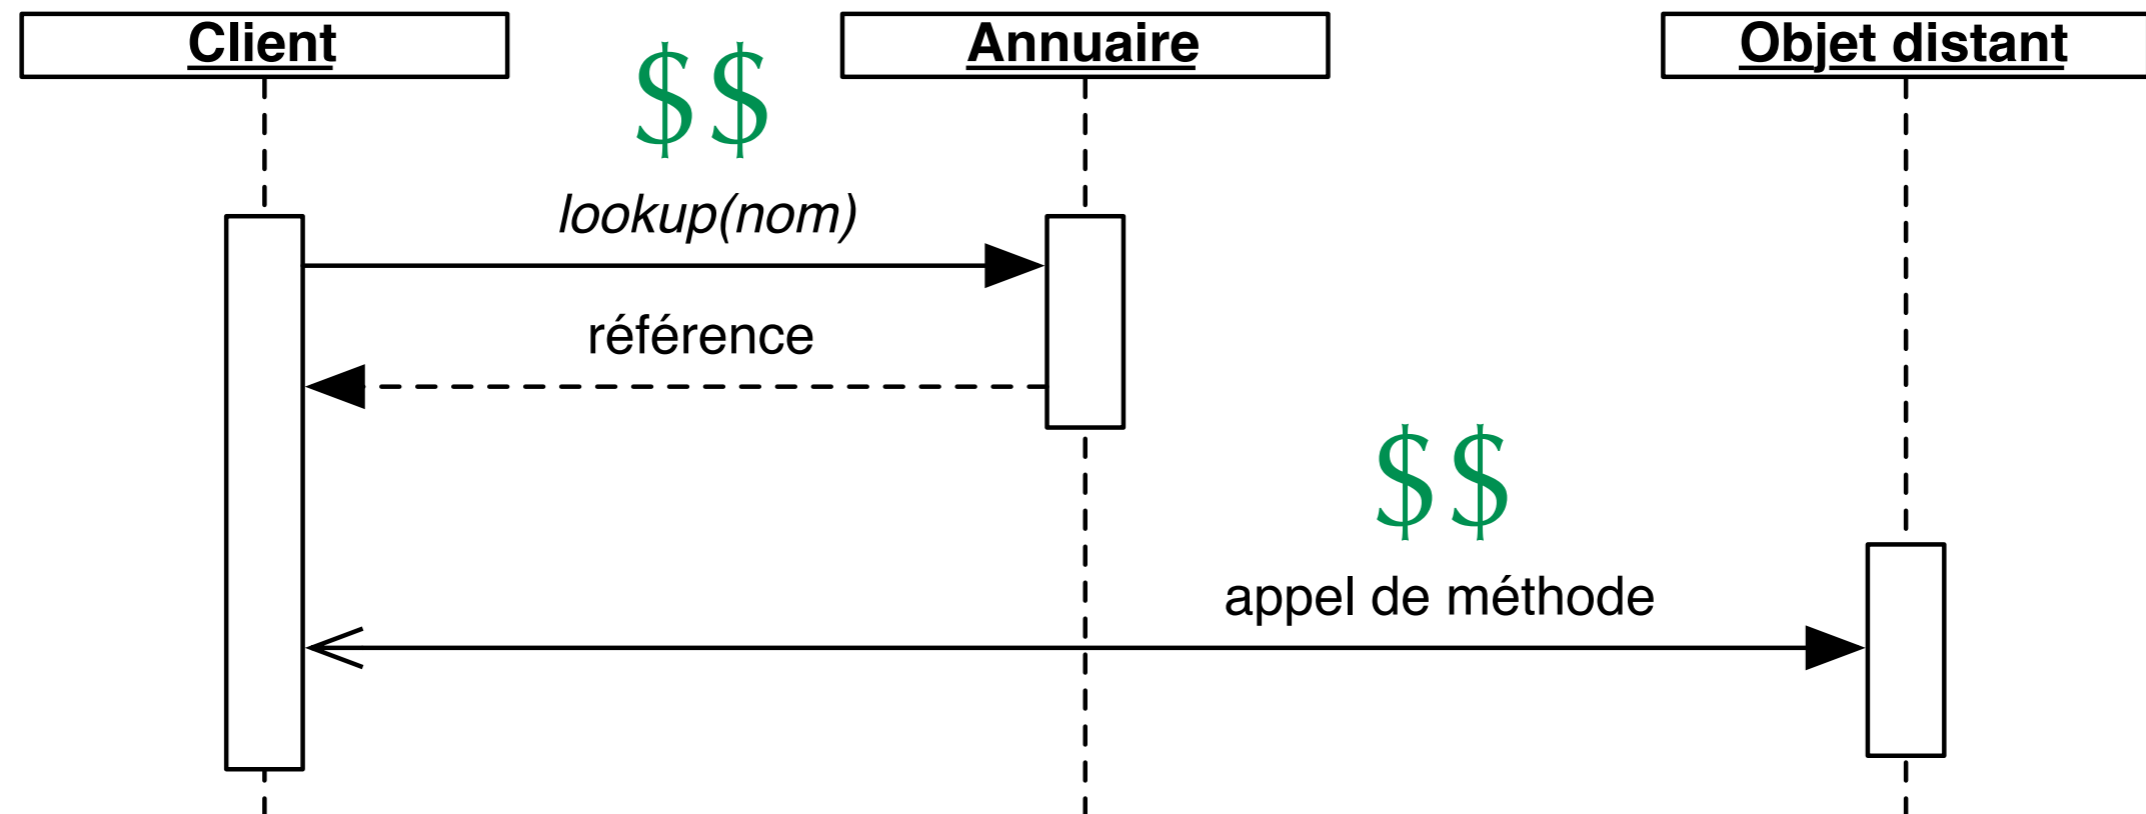 Client
Annuaire
Objet distant
$$
lookup(nom)
référence
$$
appel de méthode